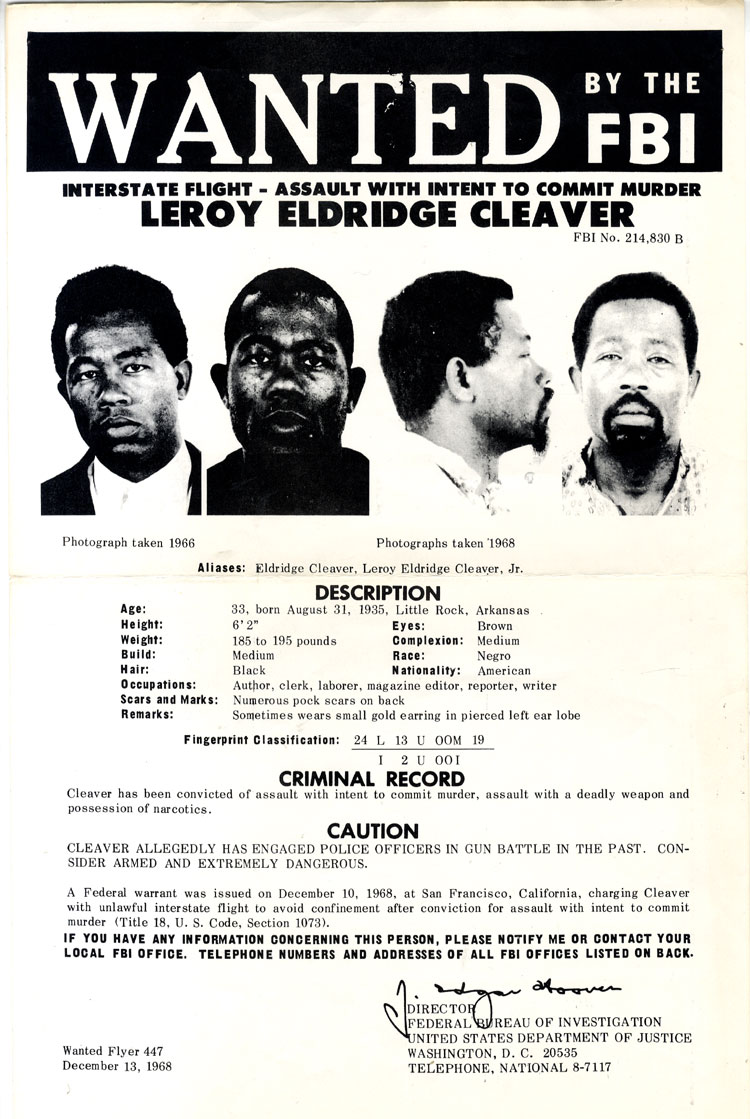 WANTED BY THE FBI
INTERSTATE FLIGHT - ASSAULT WITH INTENT TO COMMIT MURDER
LEROY ELDRIDGE CLEAVER
FBI No. 214,830 B
Photograph taken 1966
Photographs taken 1968
Aliases: Eldridge Cleaver, Leroy Eldridge Cleaver, Jr.
DESCRIPTION
Age: 33, born August 31, 1935, Little Rock, Arkansas
Height: 6' 2" Eyes: Brown
Weight: 185 to 195 pounds Complexion: Medium
Build: Medium Race: Negro
Hair: Black Nationality: American
Occupations: Author, clerk, laborer, magazine editor, reporter, writer
Scars and Marks: Numerous pock scars on back
Remarks: Sometimes wears small gold earring in pierced left ear lobe
Fingerprint Classification: 24 L 13 U OOM 19
I 2 U OOI
CRIMINAL RECORD
Cleaver has been convicted of assault with intent to commit murder, assault with a deadly weapon and
possession of narcotics.
CAUTION
CLEAVER ALLEGEDLY HAS ENGAGED POLICE OFFICERS IN GUN BATTLE IN THE PAST. CON-
SIDER ARMED AND EXTREMELY DANGEROUS.
A Federal warrant was issued on December 10, 1968, at San Francisco, California, charging Cleaver
with unlawful interstate flight to avoid confinement after conviction for assault with intent to commit
murder (Title 18, U. S. Code, Section 1073).
IF YOU HAVE ANY INFORMATION CONCERNING THIS PERSON, PLEASE NOTIFY ME OR CONTACT YOUR
LOCAL FBI OFFICE. TELEPHONE NUMBERS AND ADDRESSES OF ALL FBI OFFICES LISTED ON BACK.
J. Edgar Hoover
DIRECTOR
FEDERAL BUREAU OF INVESTIGATION
UNITED STATES DEPARTMENT OF JUSTICE
WASHINGTON, D. C. 20535
TELEPHONE, NATIONAL 8-7117
Wanted Flyer 447
December 13, 1968